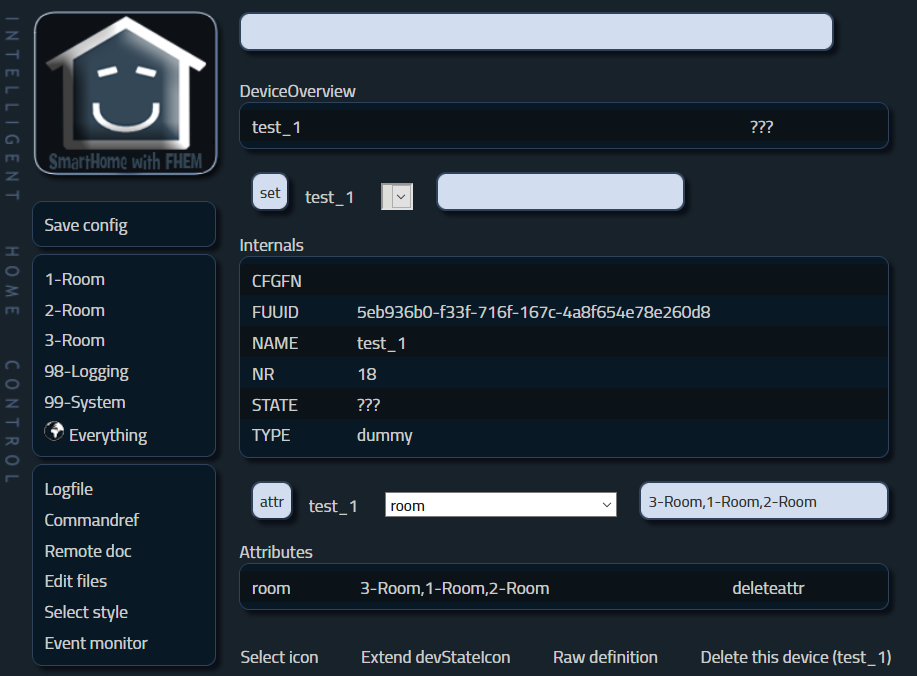 INTELLIGENT HOME CONTROL
SmartHome with FHEM
Save config
1-Room
2-Room
3-Room
98-Logging
99-System
Everything
Logfile
Commandref
Remote doc
Edit files
Select style
Event monitor
DeviceOverview
test_1 ???
set test_1
Internals
CFGFN
FUUID 5eb936b0-f33f-716f-167c-4a8f654e78e260d8
NAME test_1
NR 18
STATE ???
TYPE dummy
attr test_1 room 3-Room,1-Room,2-Room
Attributes
room 3-Room,1-Room,2-Room deleteattr
Select icon Extend devStateIcon Raw definition Delete this device (test_1)